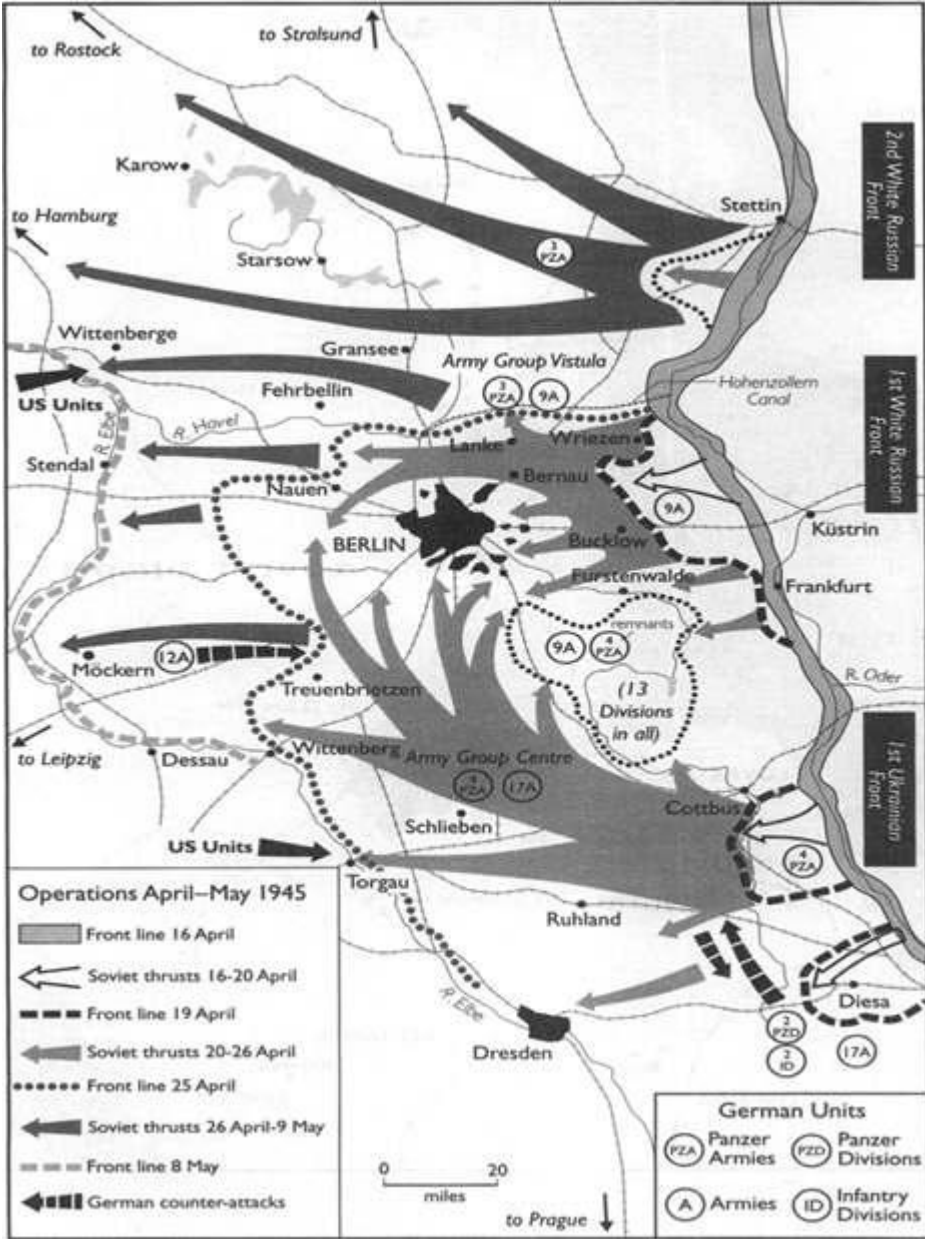 to Rostock
to Stralsund
Karow
to Hamburg
Stettin
2nd White Russian
Front
3
PZA
Starsow
Wittenberge
Gransee
Army Group Vistula
US Units
Fehrbellin
3
PZA
9A
Hohenzollern
Canal
1st White Russian
Front
R. Elbe
R. Havel
Lanke
Wriezen
Stendal
Bernau
Nauen
9A
BERLIN
Bucklow
Küstrin
Furstenwalde
Frankfurt
remnants
9A
4
PZA
12A
Möckern
(13
Divisions
in all)
R. Oder
Treuenbrietzen
to Leipzig
Dessau
Wittenberg
Army Group Centre
4
PZA
17A
1st Ukrainian
Front
Cottbus
Schlieben
US Units
4
PZA
Torgau
Ruhland
R. Elbe
Diesa
Dresden
2
PZD
2
ID
17A
Operations April–May 1945
Front line 16 April
Soviet thrusts 16-20 April
Front line 19 April
Soviet thrusts 20-26 April
Front line 25 April
Soviet thrusts 26 April-9 May
Front line 8 May
German counter-attacks
0 20
miles
to Prague
German Units
PZA Panzer
Armies
PZD Panzer
Divisions
A Armies
ID Infantry
Divisions